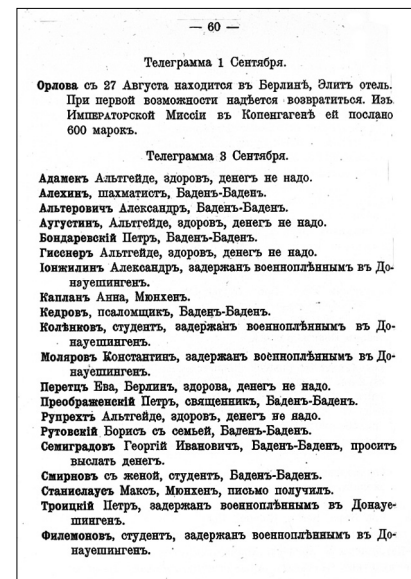 — 60 —
Телеграмма 1 Сентября.
Орлова съ 27 Августа находится въ Берлинѣ, Элитъ отель.
При первой возможности надѣется возвратиться. Изъ
Императорской Миссіи въ Копенгагенѣ ей послано
600 марокъ.
Телеграмма 3 Сентября.
Адамекъ Альтгейде, здоровъ, денегъ не надо.
Алехинъ, шахматистъ, Баденъ-Баденъ.
Альтеровичъ Александръ, Баденъ-Баденъ.
Аугустинъ, Альтгейде, здоровъ, денегъ не надо.
Бондаревскій Петръ, Баденъ-Баденъ.
Гисснеръ Альтгейде, здоровъ, денегъ не надо.
Іонжилинъ Александръ, задержанъ военноплѣннымъ въ До-
науешингенъ.
Капланъ Анна, Мюнхенъ.
Кедровъ, псаломщикъ, Баденъ-Баденъ.
Колѣнковъ, студентъ, задержанъ военноплѣннымъ въ До-
науешингенъ.
Моляровъ Константинъ, задержанъ военноплѣннымъ въ До-
науешингенъ.
Перетцъ Ева, Берлинъ, здорова, денегъ не надо.
Преображенскій Петръ, священникъ, Баденъ-Баденъ.
Рупрехтъ Альтгейде, здоровъ, денегъ не надо.
Рутовскій Борисъ съ семьей, Баденъ-Баденъ.
Семиградовъ Георгій Ивановичъ, Баденъ-Баденъ, проситъ
выслать денегъ.
Смирновъ съ женой, студентъ, Баденъ-Баденъ.
Станиславъ Максъ, Мюнхенъ, письмо получилъ.
Троицкій Петръ, задержанъ военноплѣннымъ въ Донауе-
шингенъ.
Филемоновъ, студентъ, задержанъ военноплѣннымъ въ До-
науешингенъ.